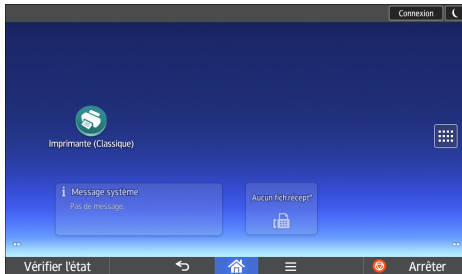 Connexion
Imprimante (Classique)
Message système
Pas de message.
Aucun fich récept°
Vérifier l'état
Arrêter